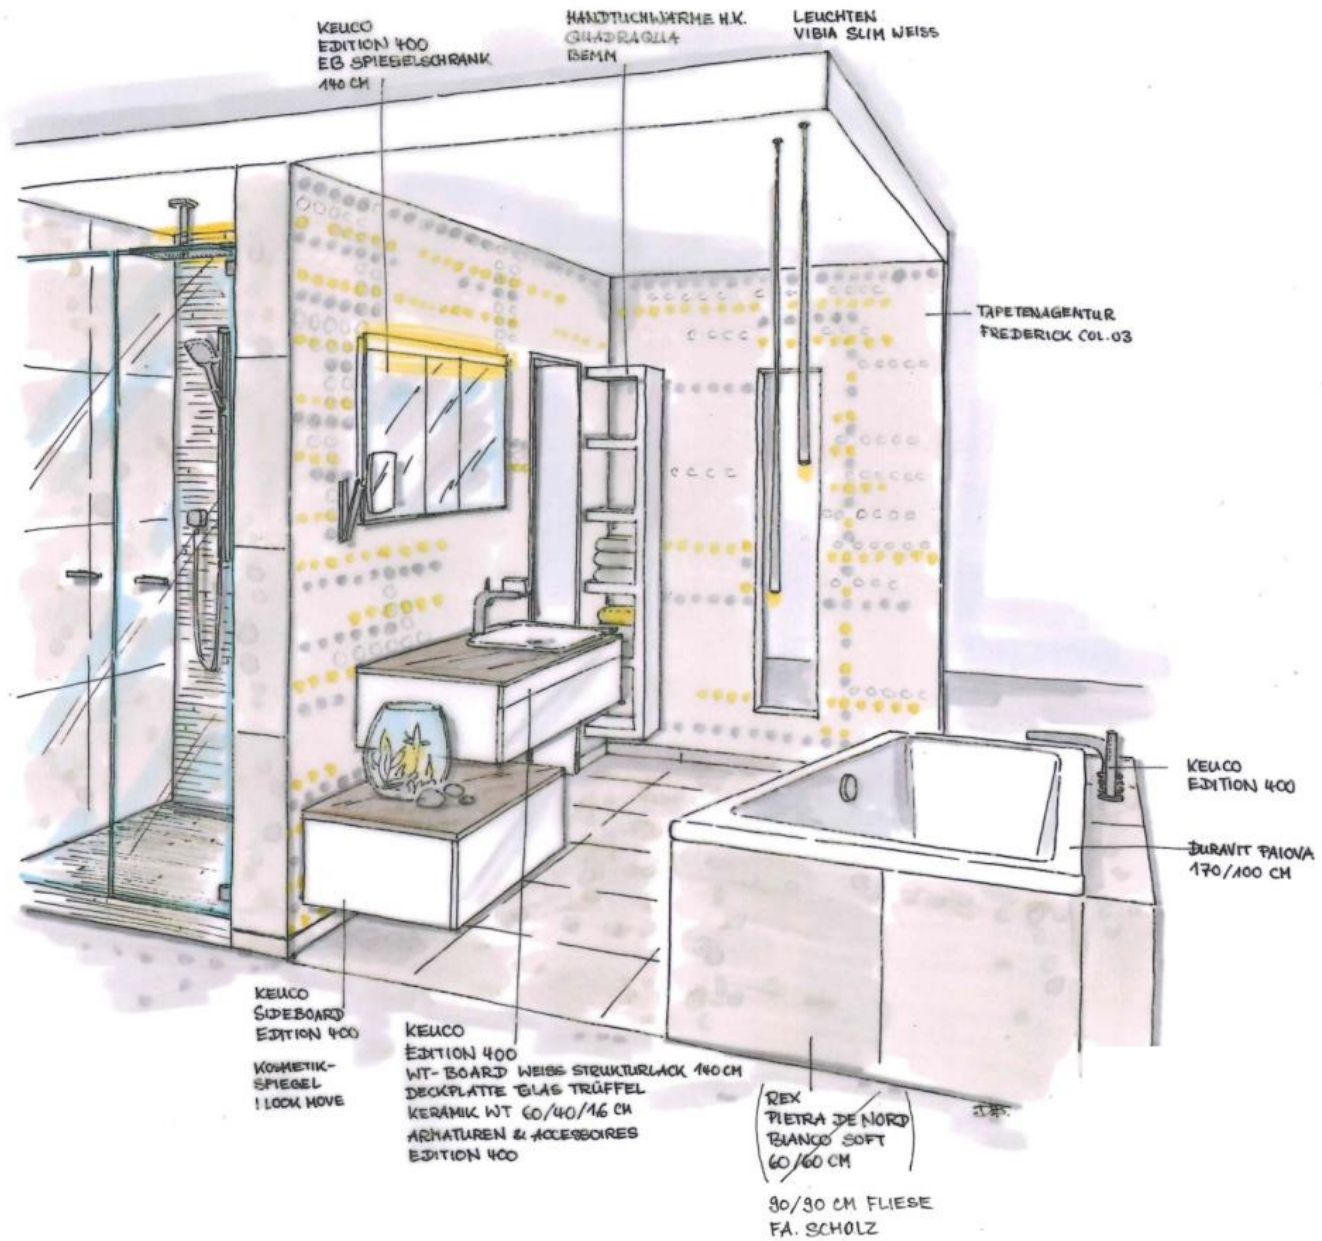 KEUCO
EDITION 400
EB SPIEGELSCHRANK
140 CM
HANDTUCHWÄRME H.K.
QUADRAQUA
BEMM
LEUCHTEN
VIBIA SLIM WEISS
TAPETENAGENTUR
FREDERICK COL.03
KEUCO
EDITION 400
DURAVIT PAIOVA
170/100 CM
KEUCO
SIDEBOARD
EDITION 400
KOSMETIK-
SPIEGEL
I LOOK MOVE
KEUCO
EDITION 400
WT-BOARD WEISS STRUKTURLACK 140 CM
DECKPLATTE GLAS TRÜFFEL
KERAMIK WT 60/40/16 CM
ARMATUREN & ACCESSOIRES
EDITION 400
(REX
PIETRA DE NORD
BIANCO SOFT
60/60 CM)
90/90 CM FLIESE
FA. SCHOLZ